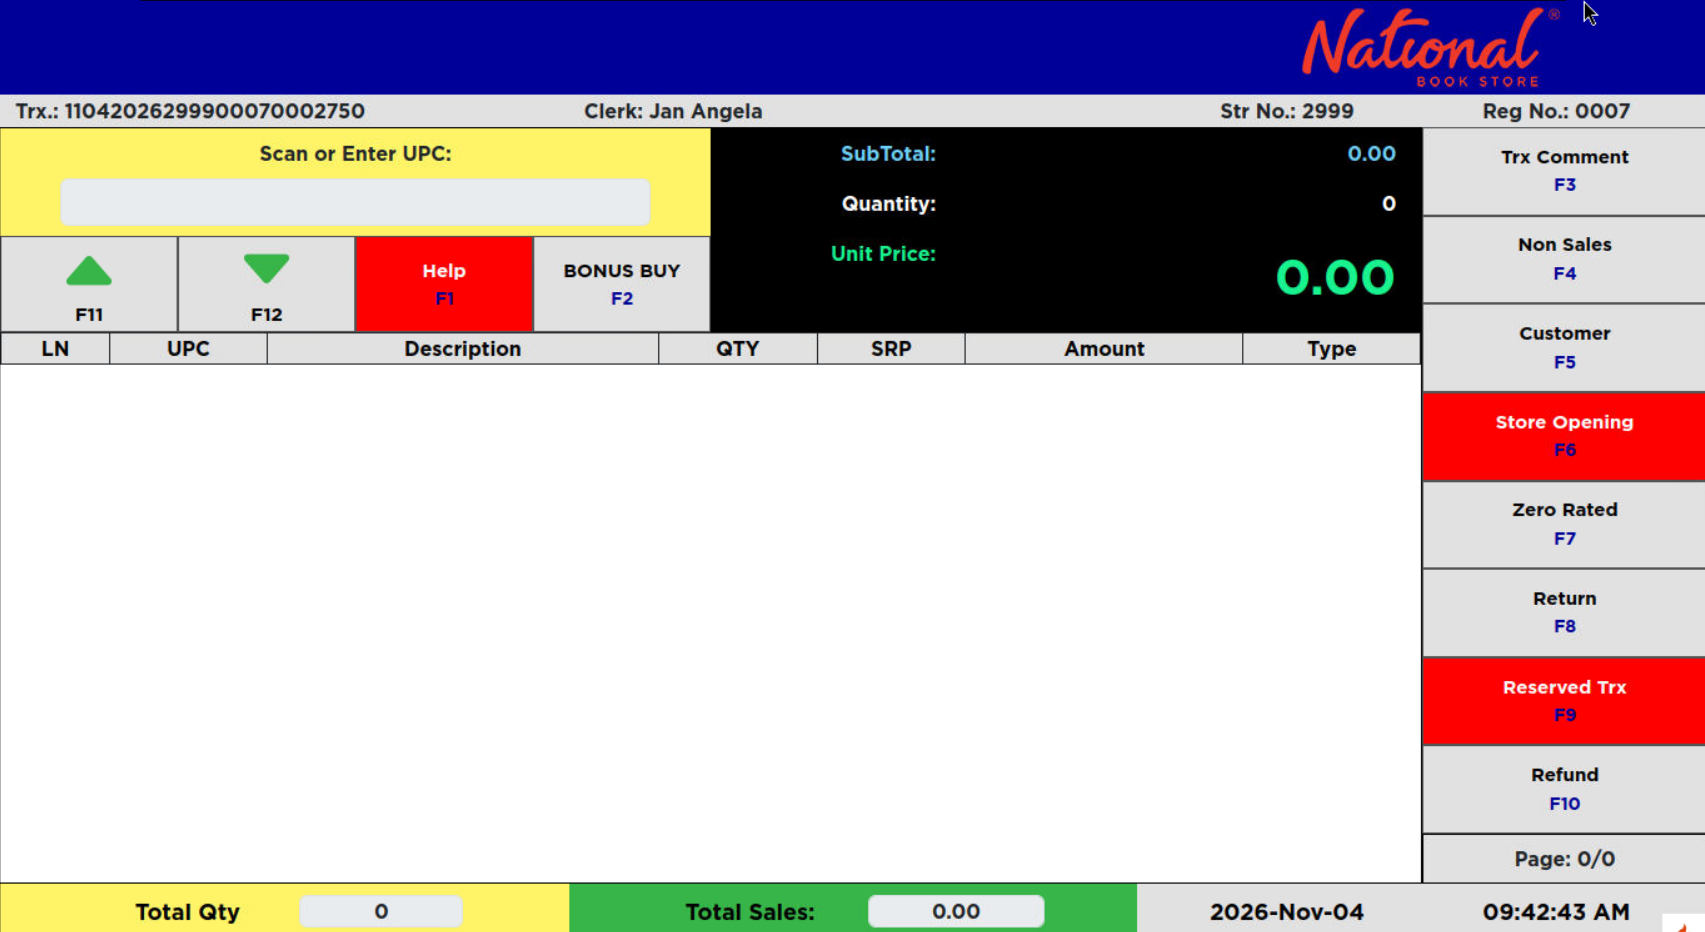 National®
BOOK STORE
Trx.: 11042026299900070002750 Clerk: Jan Angela Str No.: 2999 Reg No.: 0007
Scan or Enter UPC:
SubTotal: 0.00
Quantity: 0
Unit Price:
0.00
F11
F12
Help
F1
BONUS BUY
F2
Trx Comment
F3
Non Sales
F4
Customer
F5
Store Opening
F6
Zero Rated
F7
Return
F8
Reserved Trx
F9
Refund
F10
Page: 0/0
LN UPC Description QTY SRP Amount Type
Total Qty 0 Total Sales: 0.00 2026-Nov-04 09:42:43 AM